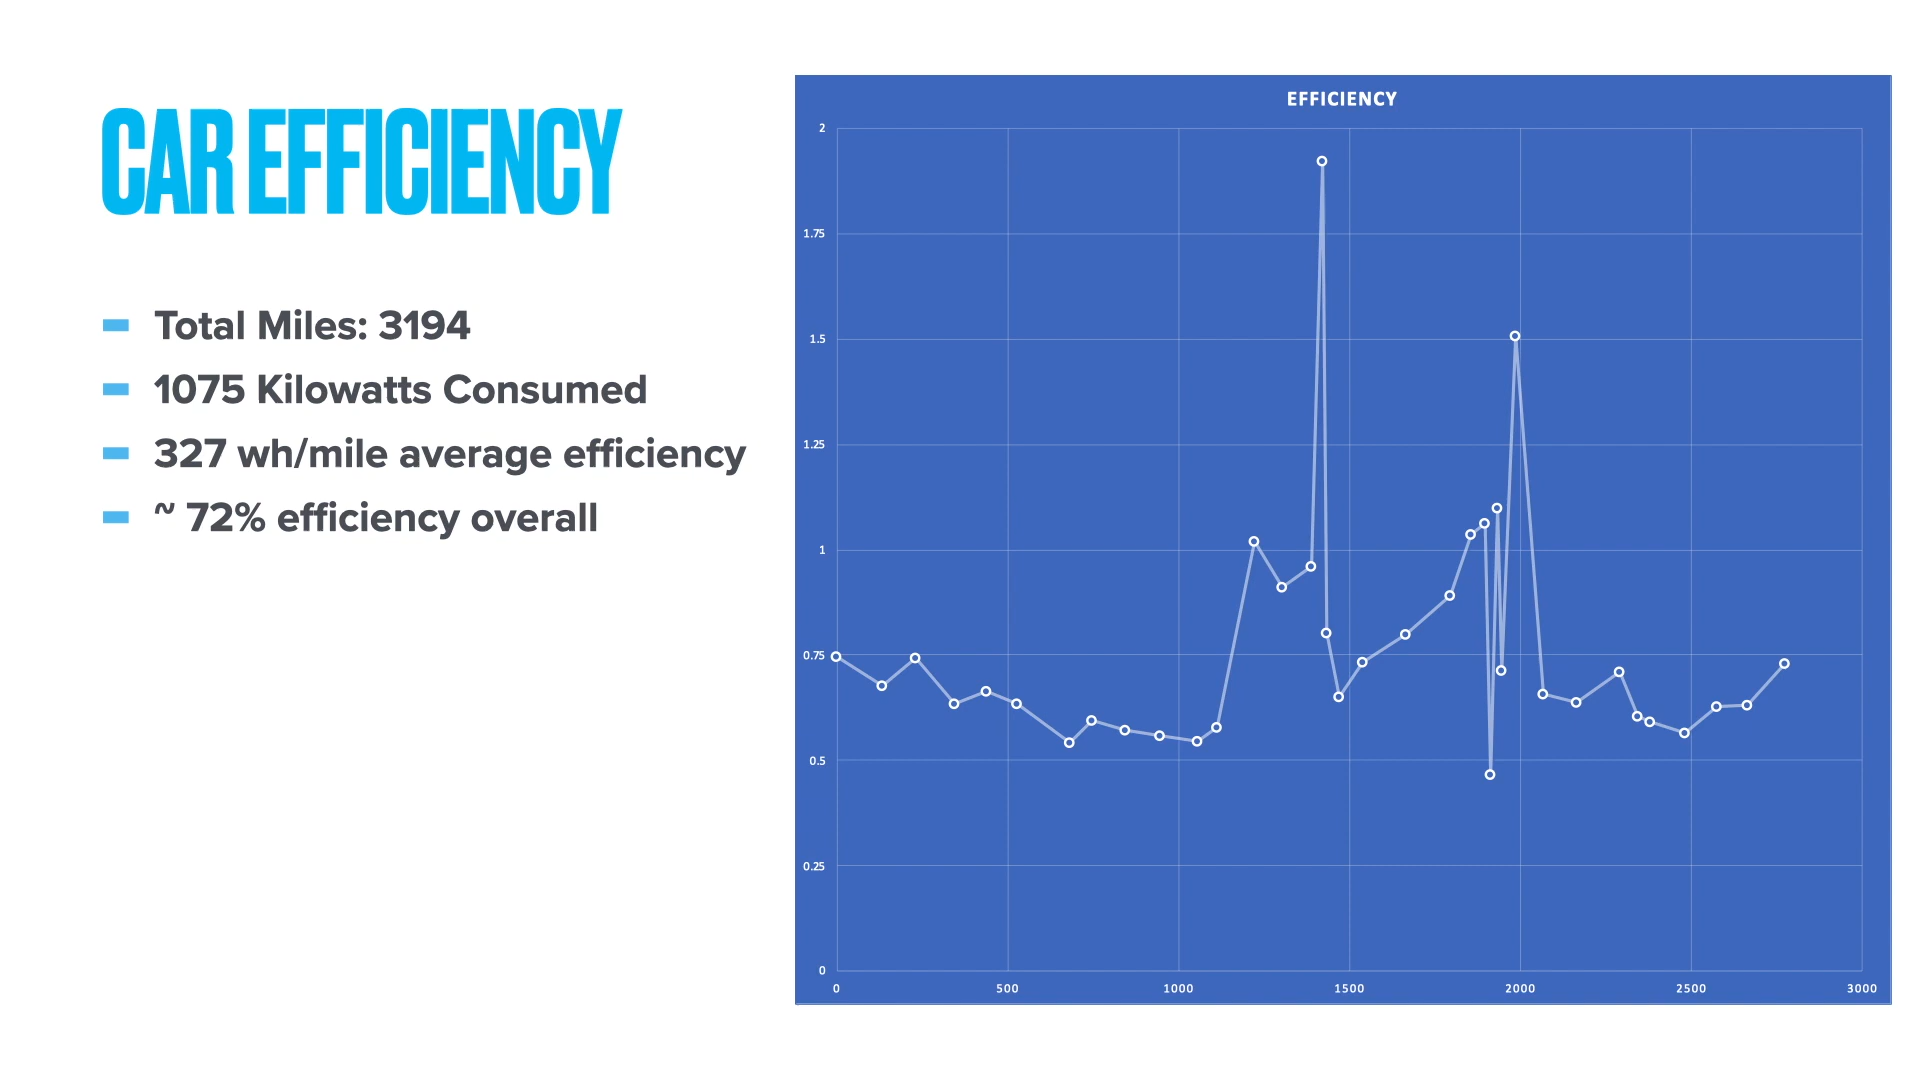 CAR EFFICIENCY
Total Miles: 3194
1075 Kilowatts Consumed
327 wh/mile average efficiency
~ 72% efficiency overall
EFFICIENCY
2
1.75
1.5
1.25
1
0.75
0.5
0.25
0
0 500 1000 1500 2000 2500 3000